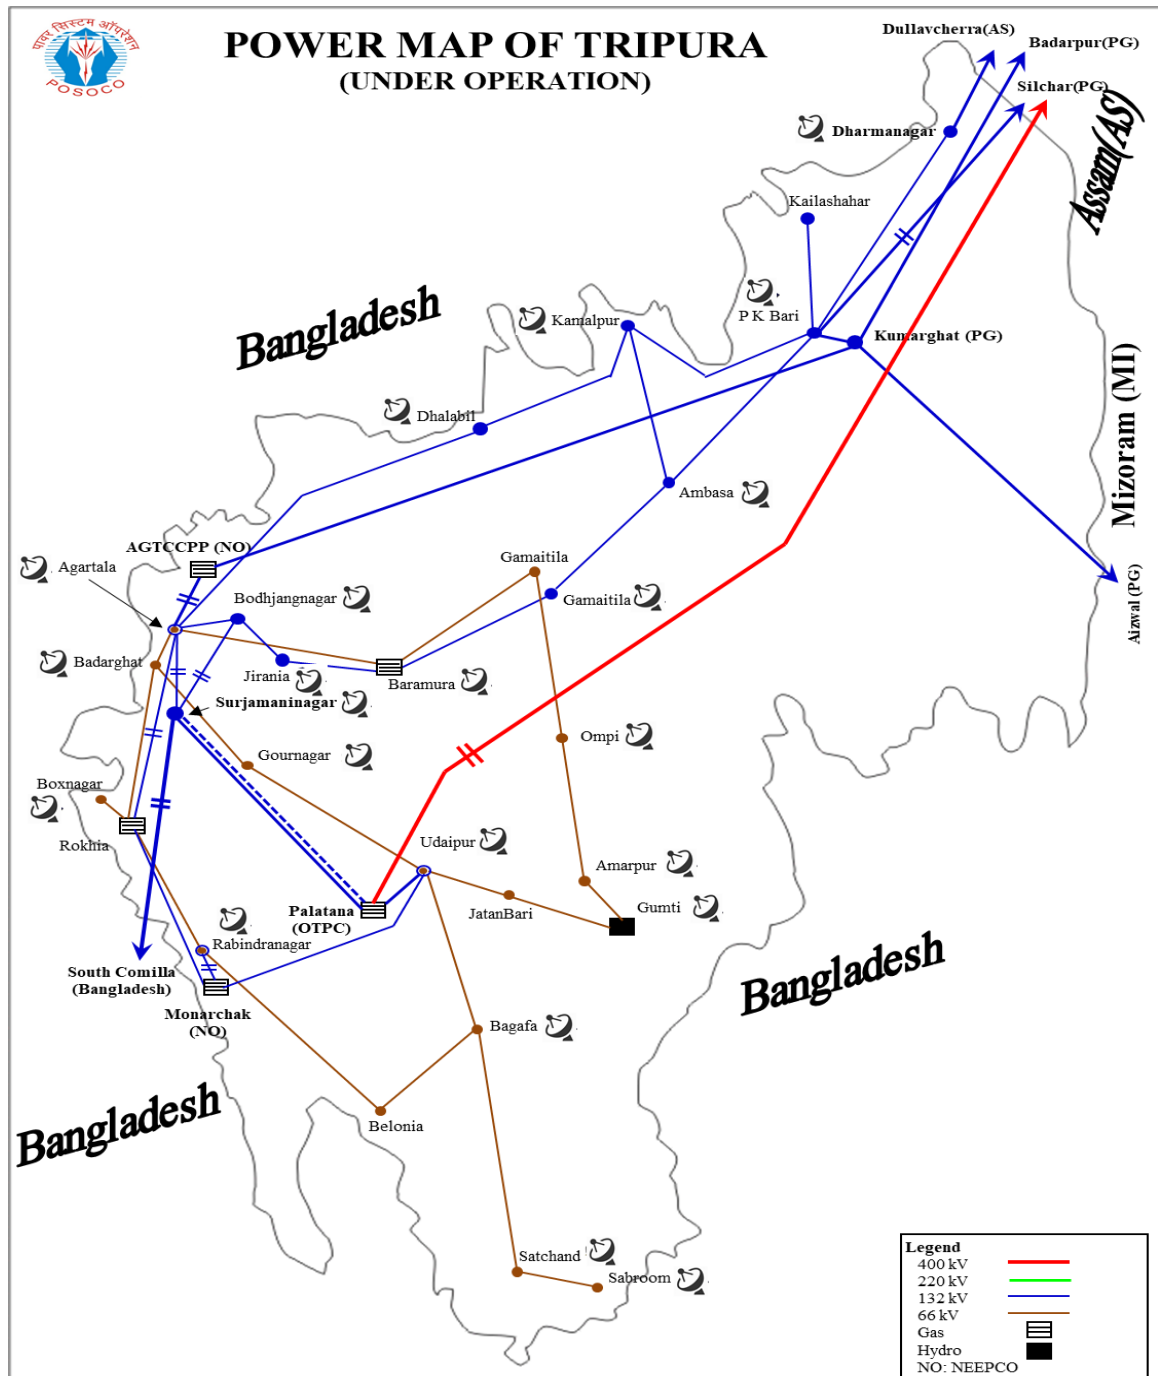 पावर सिस्टम ऑपरेशन
POSOCO
POWER MAP OF TRIPURA
(UNDER OPERATION)
Dullavcherra(AS)
Badarpur(PG)
Silchar(PG)
Assam(AS)
Dharmanagar
Kailashahar
P K Bari
Kumarghat (PG)
Bangladesh
Kamalpur
Dhalabil
Mizoram (MI)
Ambasa
AGTCCPP (NO)
Agartala
Gamaitila
Bodhjangnagar
Gamaitila
Aizwal (PG)
Badarghat
Jirania
Baramura
Surjamaninagar
Ompi
Gournagar
Boxnagar
Rokhia
Udaipur
Amarpur
Palatana
(OTPC)
JatanBari
Gumti
Rabindranagar
South Comilla
(Bangladesh)
Monarchak
(NO)
Bangladesh
Bagafa
Bangladesh
Belonia
Satchand
Sabroom
Legend
400 kV
220 kV
132 kV
66 kV
Gas
Hydro
NO: NEEPCO